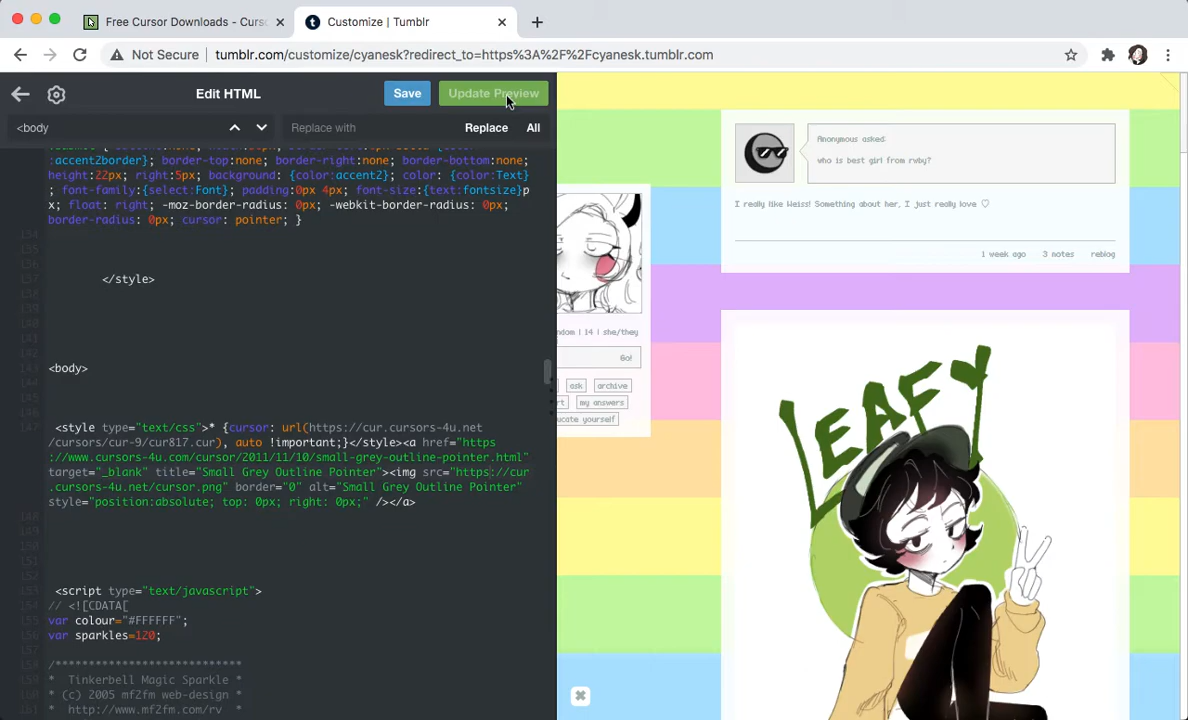 Free Cursor Downloads - Curs
Customize | Tumblr
Not Secure
tumblr.com/customize/cyanesk?redirect_to=https%3A%2F%2Fcyanesk.tumblr.com
Edit HTML
Save
Update Preview
<body
Replace with
Replace
All
:accent2border}; border-top:none; border-right:none; border-bottom:none;
height:22px; right:5px; background: {color:accent2}; color: {color:Text}
; font-family:{select:Font}; padding:0px 4px; font-size:{text:fontsize}p
x; float: right; -moz-border-radius: 0px; -webkit-border-radius: 0px;
border-radius: 0px; cursor: pointer; }
</style>
<body>
<style type="text/css">* {cursor: url(https://cur.cursors-4u.net
/cursors/cur-9/cur817.cur), auto !important;}</style><a href="https
://www.cursors-4u.com/cursor/2011/11/10/small-grey-outline-pointer.html"
target="_blank" title="Small Grey Outline Pointer"><img src="https://cur
.cursors-4u.net/cursor.png" border="0" alt="Small Grey Outline Pointer"
style="position:absolute; top: 0px; right: 0px;" /></a>
<script type="text/javascript">
// <![CDATA[
var colour="#FFFFFF";
var sparkles=120;
/****************************
* Tinkerbell Magic Sparkle *
* (c) 2005 mf2fm web-design *
* http://www.mf2fm.com/rv *
Anonymous asked:
who is best girl from rwby?
I really like Weiss! Something about her, I just really love ♡
1 week ago
3 notes
reblog
| 14 | she/they
Go!
ask
archive
my answers
yourself
LEAFY